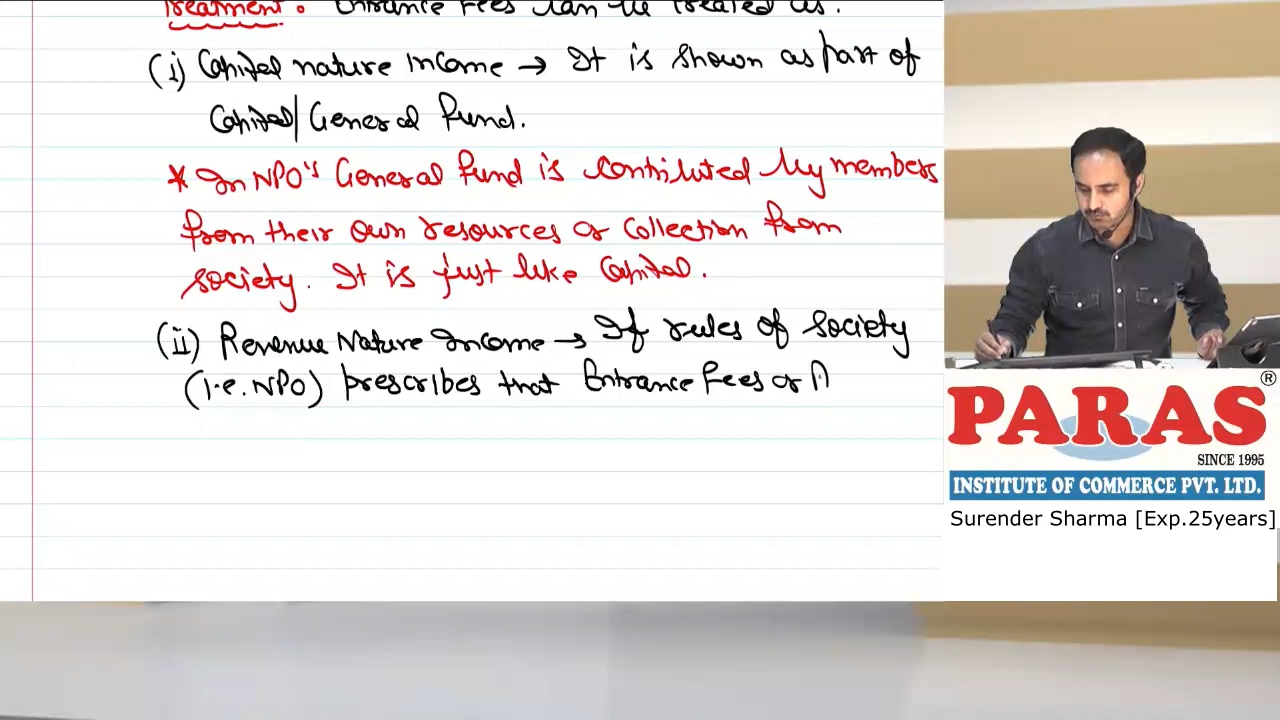 Treatment: Entrance Fees can be treated as:
(i) Capital nature Income → It is shown as part of
Capital/General Fund.
* In NPO's General Fund is contributed by members
from their own resources or collection from
society. It is just like Capital.
(ii) Revenue Nature Income → If rules of society
(i.e. NPO) prescribes that Entrance Fees or
PARAS®
SINCE 1995
INSTITUTE OF COMMERCE PVT. LTD.
Surender Sharma [Exp.25years]